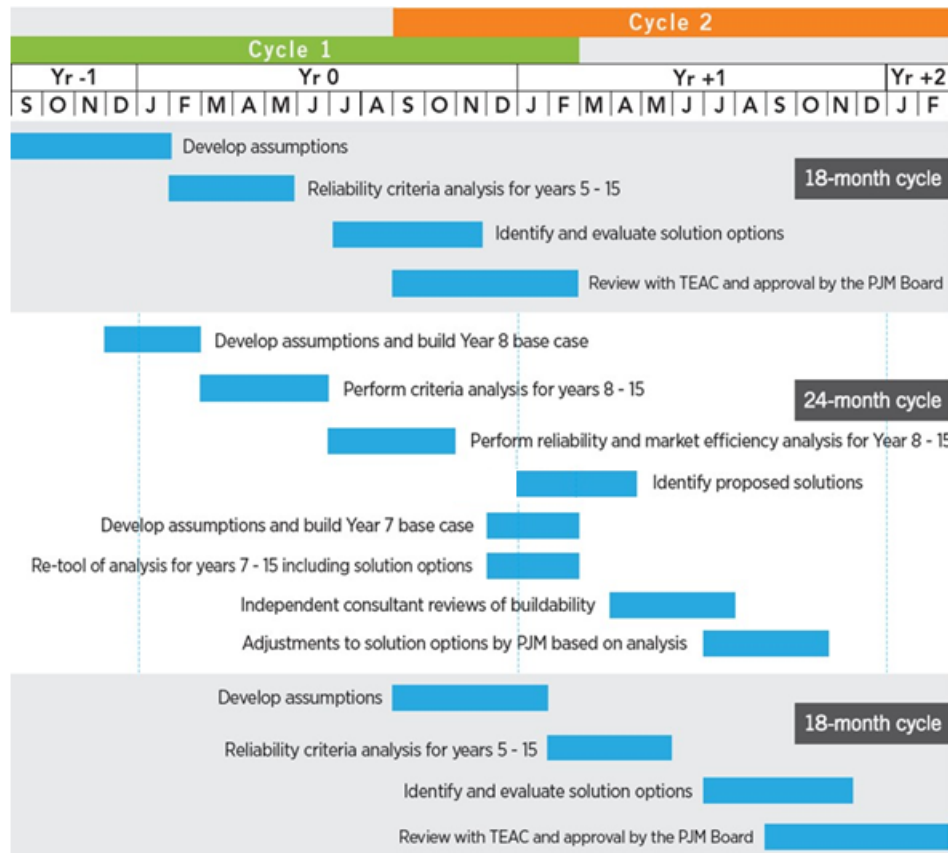 Cycle 2
Cycle 1
Yr -1 Yr 0 Yr +1 Yr +2
S O N D J F M A M J J A S O N D J F M A M J J A S O N D J F
Develop assumptions
18-month cycle
Reliability criteria analysis for years 5 - 15
Identify and evaluate solution options
Review with TEAC and approval by the PJM Board
Develop assumptions and build Year 8 base case
Perform criteria analysis for years 8 - 15
24-month cycle
Perform reliability and market efficiency analysis for Year 8 - 15
Identify proposed solutions
Develop assumptions and build Year 7 base case
Re-tool of analysis for years 7 - 15 including solution options
Independent consultant reviews of buildability
Adjustments to solution options by PJM based on analysis
Develop assumptions
18-month cycle
Reliability criteria analysis for years 5 - 15
Identify and evaluate solution options
Review with TEAC and approval by the PJM Board